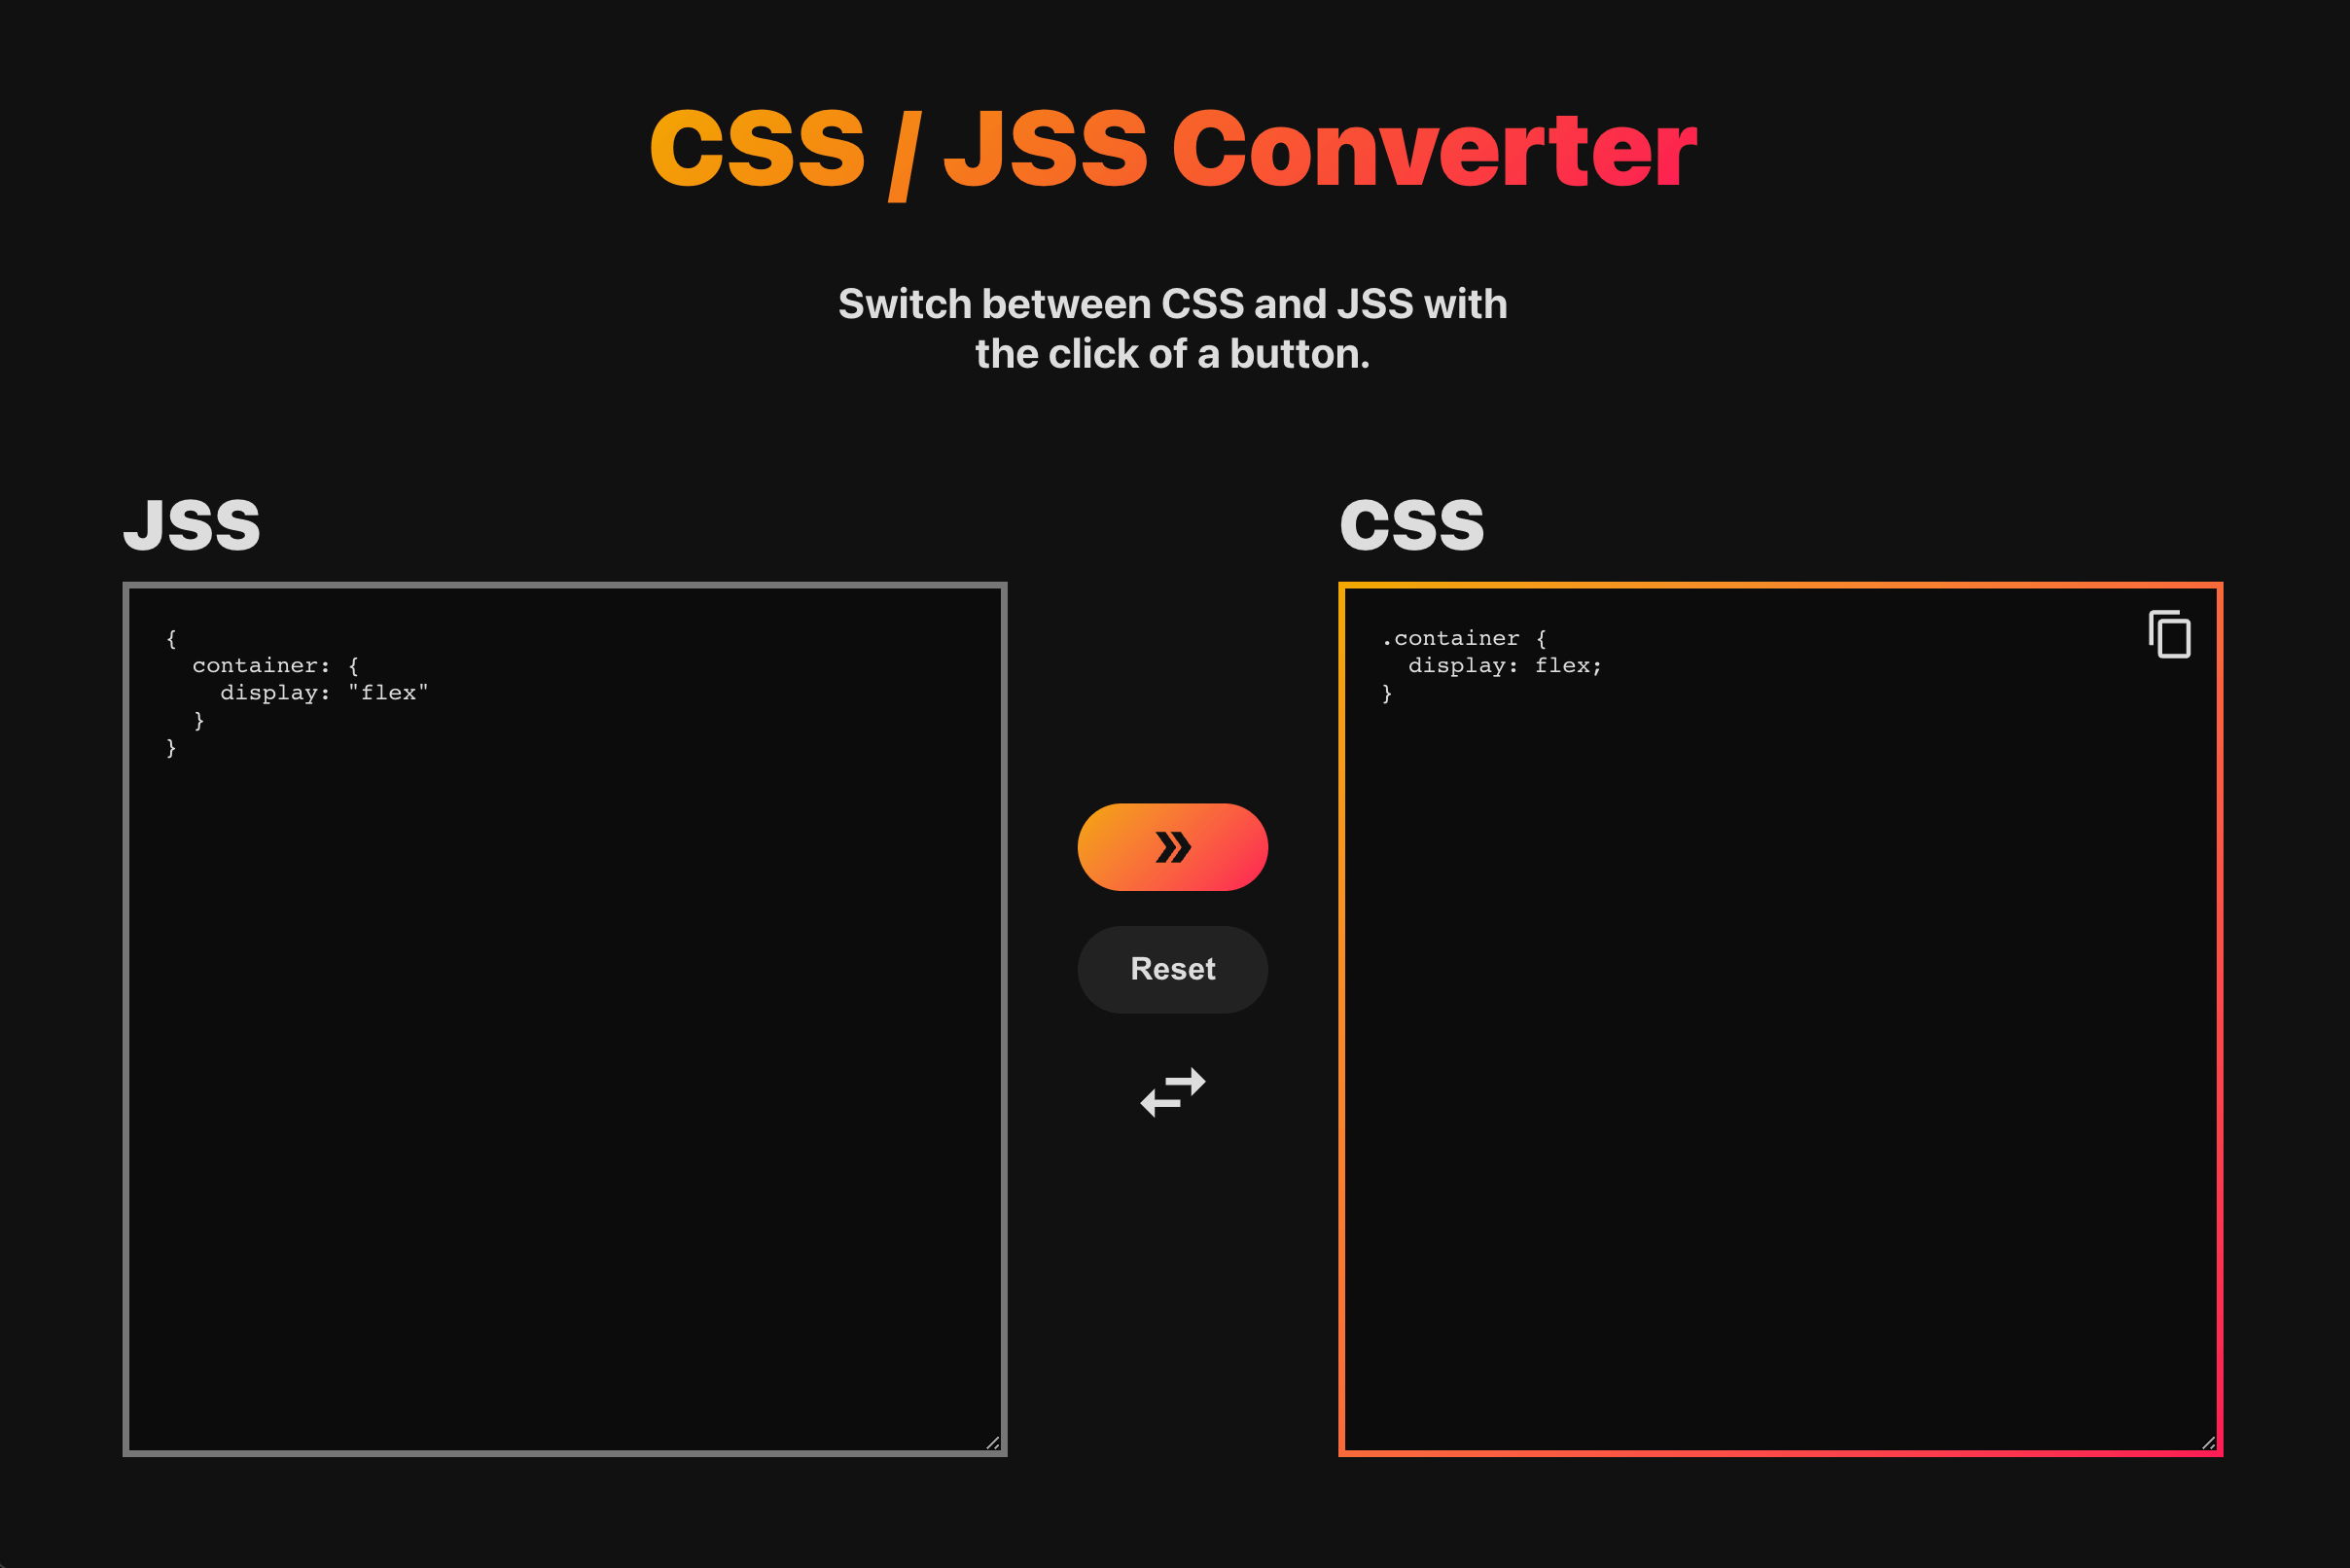 CSS / JSS Converter
Switch between CSS and JSS with
the click of a button.
JSS
{
  container: {
    display: "flex"
  }
}
Reset
CSS
.container {
  display: flex;
}